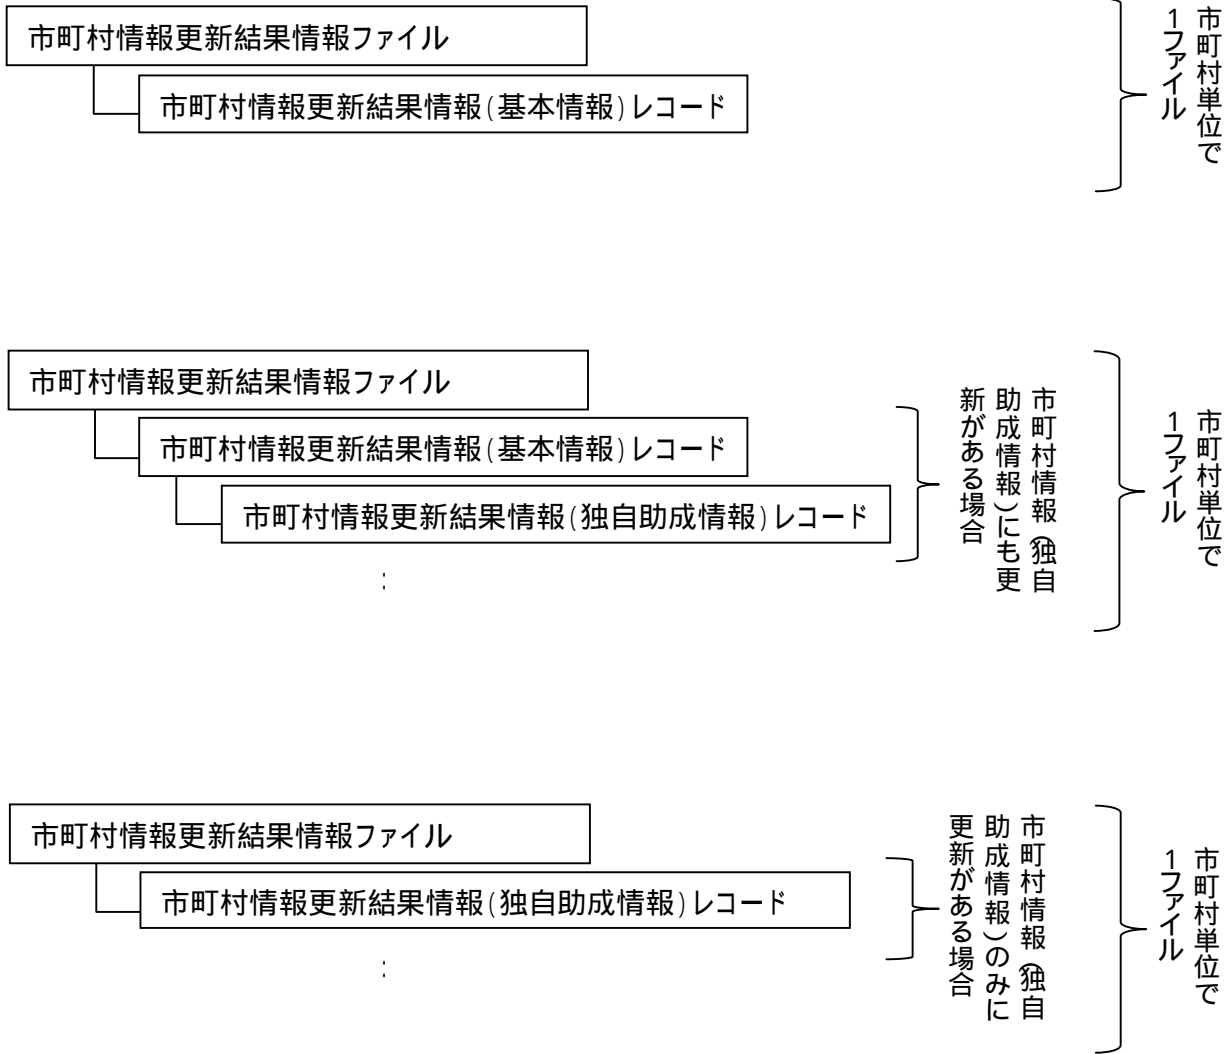 市町村情報更新結果情報ファイル
市町村情報更新結果情報(基本情報)レコード
市町村単位で
1ファイル
市町村情報更新結果情報ファイル
市町村情報更新結果情報(基本情報)レコード
市町村情報更新結果情報(独自助成情報)レコード
:
市町村情報(独自
助成情報)にも更
新がある場合
市町村単位で
1ファイル
市町村情報更新結果情報ファイル
市町村情報更新結果情報(独自助成情報)レコード
:
市町村情報(独自
助成情報)のみに
更新がある場合
市町村単位で
1ファイル